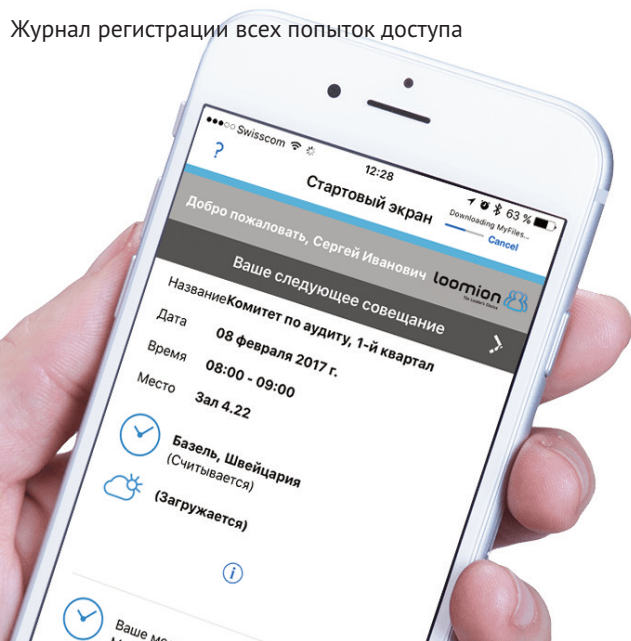 Журнал регистрации всех попыток доступа
Swisscom
12:28
63 %
?
Стартовый экран
Downloading MyFiles...
Cancel
Добро пожаловать, Сергей Иванович
loomion
Ваше следующее совещание
Название Комитет по аудиту, 1-й квартал
Дата 08 февраля 2017 г.
Время 08:00 - 09:00
Место Зал 4.22
Базель, Швейцария
(Считывается)
(Загружается)
i
Ваше